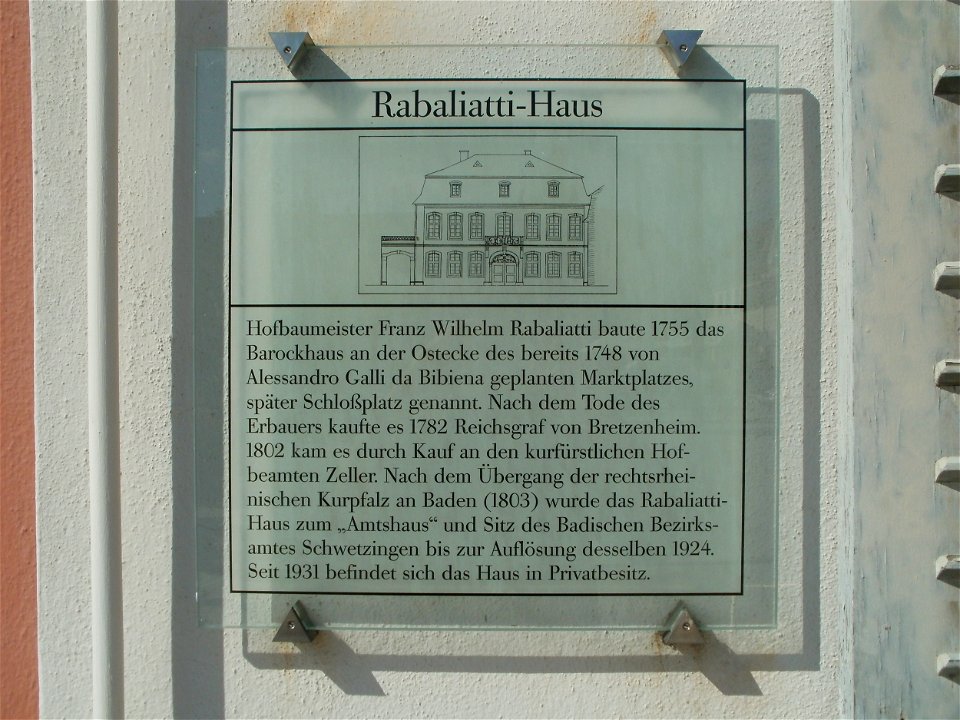 Rabaliatti-Haus
Hofbaumeister Franz Wilhelm Rabaliatti baute 1755 das
Barockhaus an der Ostecke des bereits 1748 von
Alessandro Galli da Bibiena geplanten Marktplatzes,
später Schloßplatz genannt. Nach dem Tode des
Erbauers kaufte es 1782 Reichsgraf von Bretzenheim.
1802 kam es durch Kauf an den kurfürstlichen Hof-
beamten Zeller. Nach dem Übergang der rechtsrhei-
nischen Kurpfalz an Baden (1803) wurde das Rabaliatti-
Haus zum „Amtshaus“ und Sitz des Badischen Bezirks-
amtes Schwetzingen bis zur Auflösung desselben 1924.
Seit 1931 befindet sich das Haus in Privatbesitz.